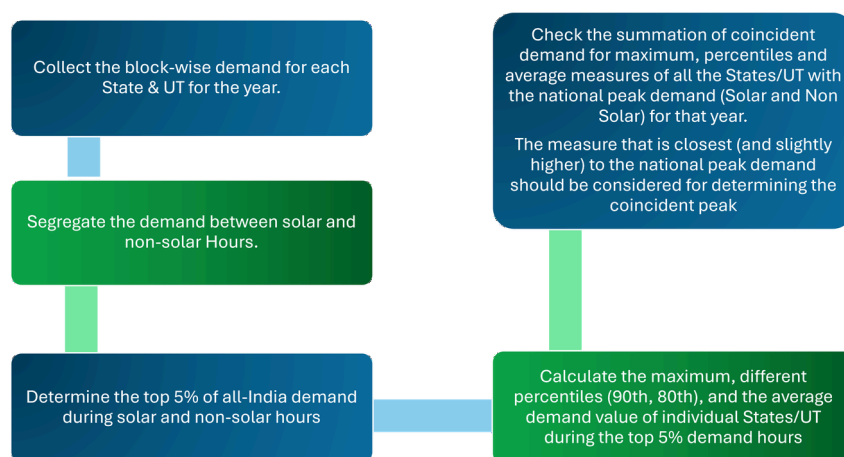 Collect the block-wise demand for each
State & UT for the year.
Segregate the demand between solar and
non-solar Hours.
Determine the top 5% of all-India demand
during solar and non-solar hours
Calculate the maximum, different
percentiles (90th, 80th), and the average
demand value of individual States/UT
during the top 5% demand hours
Check the summation of coincident
demand for maximum, percentiles and
average measures of all the States/UT with
the national peak demand (Solar and Non
Solar) for that year.
The measure that is closest (and slightly
higher) to the national peak demand
should be considered for determining the
coincident peak